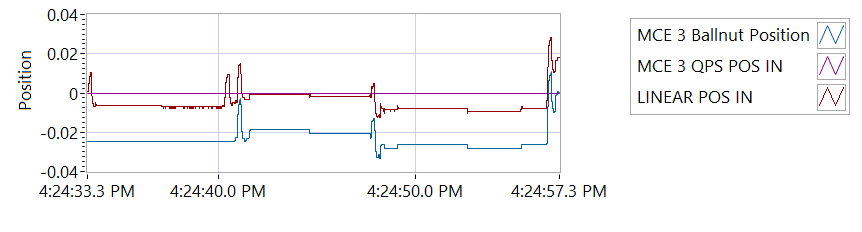 0.04
0.02
0
-0.02
-0.04
Position
4:24:33.3 PM
4:24:40.0 PM
4:24:50.0 PM
4:24:57.3 PM
MCE 3 Ballnut Position
MCE 3 QPS POS IN
LINEAR POS IN